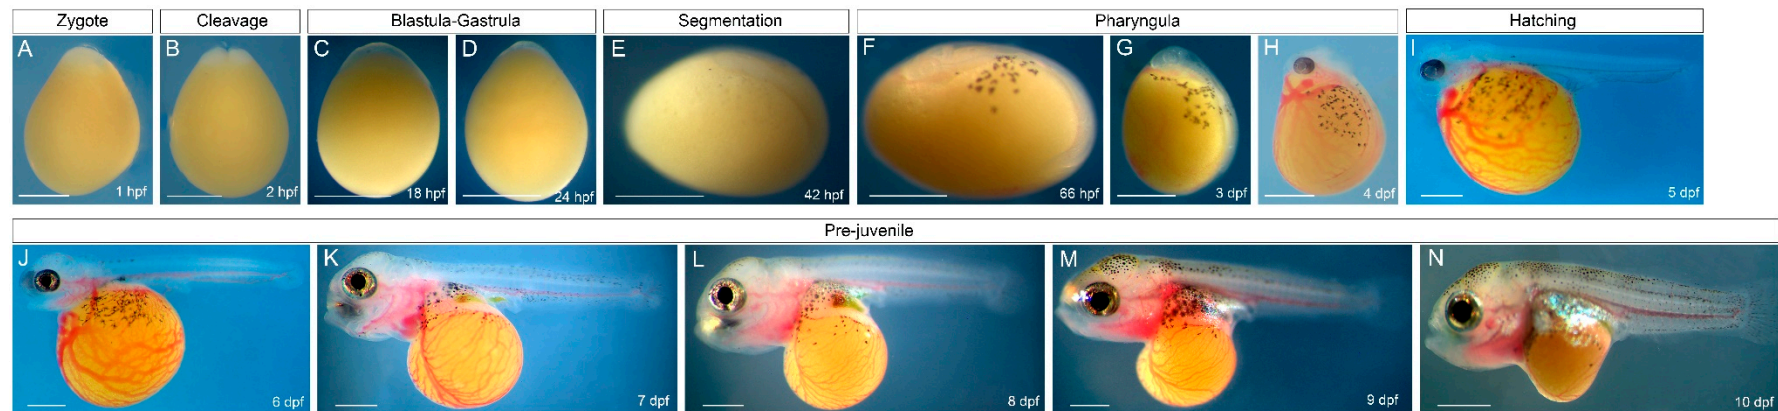 Zygote
Cleavage
Blastula-Gastrula
Segmentation
Pharyngula
Hatching
A
1 hpf
B
2 hpf
C
18 hpf
D
24 hpf
E
42 hpf
F
66 hpf
G
3 dpf
H
4 dpf
I
5 dpf
Pre-juvenile
J
6 dpf
K
7 dpf
L
8 dpf
M
9 dpf
N
10 dpf